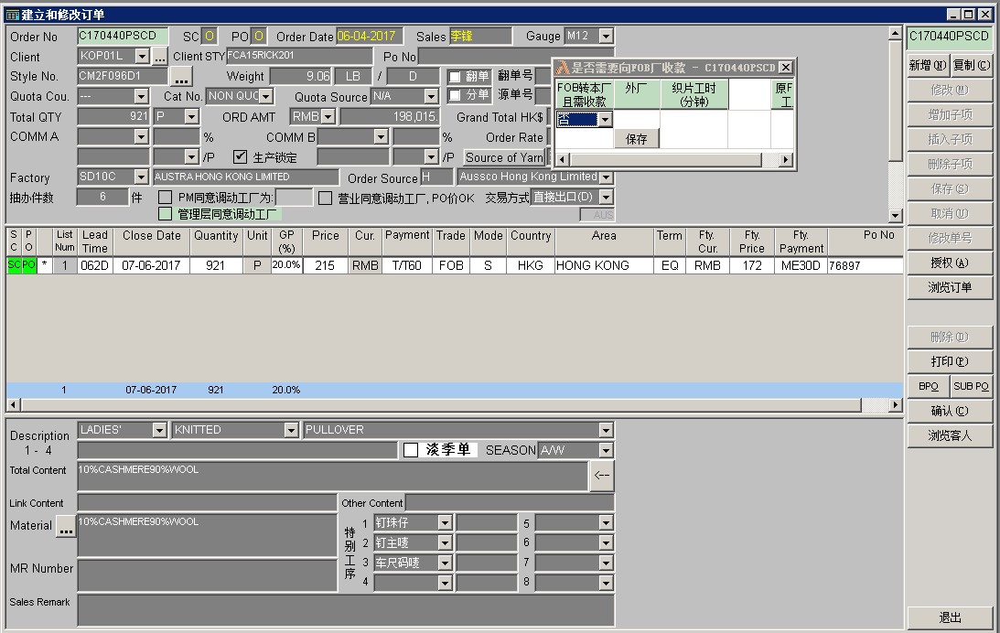 建立和修改订单
Order No C170440PSCD SC O PO O Order Date 06-04-2017 Sales 李锋 Gauge M12
Client KOP01L ... Client STY FCA15RICK201 Po No
Style No. CM2F096D1 ... Weight 9.06 LB / D 翻单 翻单号
Quota Cou. --- Cat No. NON QUO Quota Source N/A 分单 源单号
Total QTY 921 P ORD AMT RMB 198,015. Grand Total HK$
COMM A % COMM B % Order Rate
/P 生产锁定 /P Source of Yarn
Factory SD10C AUSTRA HONG KONG LIMITED Order Source H Aussco Hong Kong Limited
抽办件数 6 件 PM同意调动工厂为: 营业同意调动工厂, PO价OK 交易方式 直接出口(D)
管理层同意调动工厂 AUS
是否需要向FOB厂收款 - C170440PSCD
FOB转本厂且需收款 外厂 织片工时(分钟) 原F工
否
保存
SC PO List Num Lead Time Close Date Quantity Unit GP (%) Price Cur. Payment Trade Mode Country Area Term Fty. Cur. Fty. Price Fty. Payment Po No
SC PO * 1 062D 07-06-2017 921 P 20.0% 215 RMB T/T60 FOB S HKG HONG KONG EQ RMB 172 ME30D 76897
1 07-06-2017 921 20.0%
Description LADIES' KNITTED PULLOVER
1 - 4 淡季单 SEASON A/W
Total Content 10%CASHMERE90%WOOL <--
Link Content Other Content
Material ... 10%CASHMERE90%WOOL
特别工序
1 钉珠仔 5
2 钉主唛 6
3 车尺码唛 7
4 8
MR Number
Sales Remark
C170440PSCD
新增(N) 复制(C)
修改(M)
增加子项
插入子项
删除子项
保存(S)
取消(U)
修改单号
授权(A)
浏览订单
删除(D)
打印(P)
BPO SUB PO
确认(C)
浏览客人
退出